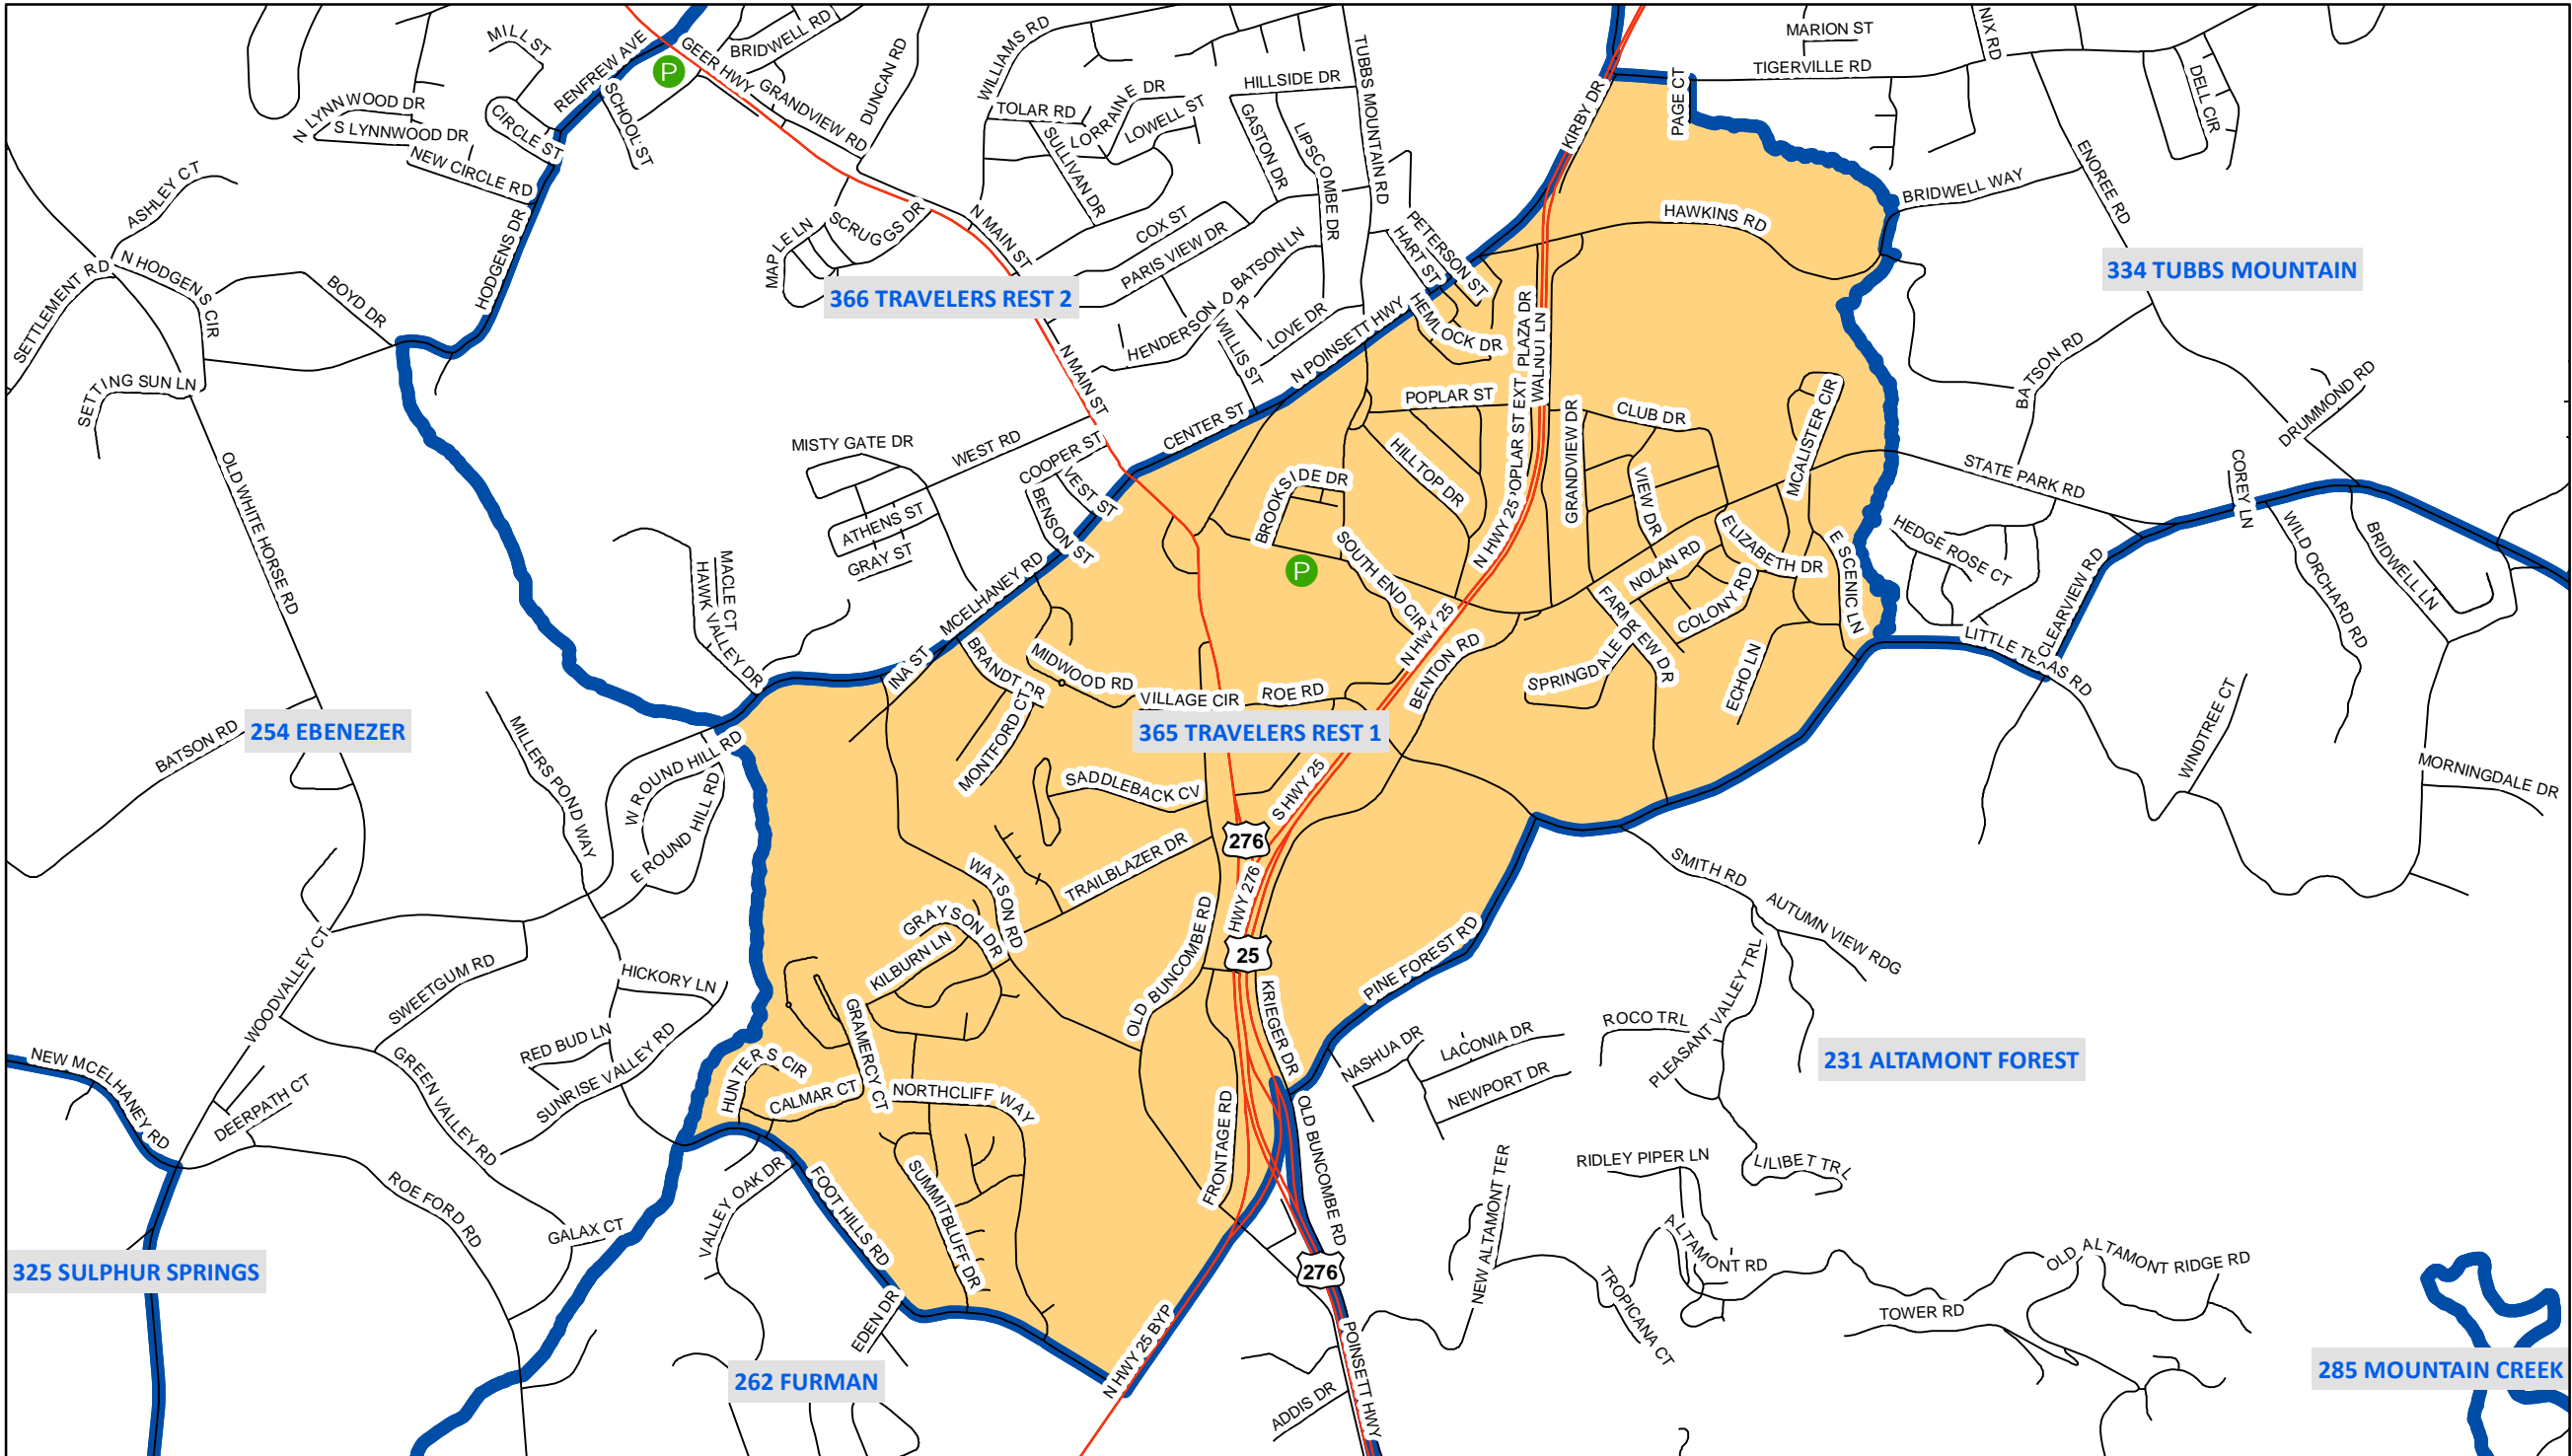 MILL ST
RENFREW AVE
P
GEER HWY
BRIDWELL RD
DUNCAN RD
WILLIAMS RD
TUBBS MOUNTAIN RD
KIRBY DR
MARION ST
NIX RD
TIGERVILLE RD
PAGE CT
DELL CIR
N LYNNWOOD DR
S LYNNWOOD DR
CIRCLE ST
SCHOOL ST
NEW CIRCLE RD
GRANDVIEW RD
TOLAR RD
LORRAINE DR
LOWELL ST
SULLIVAN DR
HILLSIDE DR
GASTON DR
LIPSCOMBE DR
ENOREE RD
BRIDWELL WAY
ASHLEY CT
HODGENS DR
SETTLEMENT RD
N HODGENS CIR
BOYD DR
MAPLE LN
SCRUGGS DR
N MAIN ST
COX ST
PARIS VIEW DR
BATSON LN
HENDERSON DR
WILLIS ST
LOVE DR
PETERSON ST
HART ST
HEMLOCK DR
HAWKINS RD
366 TRAVELERS REST 2
334 TUBBS MOUNTAIN
N POINSETT HWY
PLAZA DR
WALNUT LN
SETTING SUN LN
N MAIN ST
CENTER ST
POPLAR ST
POPLAR ST EXT
GRANDVIEW DR
CLUB DR
MCALISTER CIR
BATSON RD
DRUMMOND RD
OLD WHITE HORSE RD
MISTY GATE DR
WEST RD
COOPER ST
VEST ST
BENSON ST
ATHENS ST
GRAY ST
BROOKSIDE DR
HILLTOP DR
VIEW DR
N HWY 25
STATE PARK RD
COREY LN
HEDGE ROSE CT
WILD ORCHARD RD
BRIDWELL LN
MACLE CT
HAWK VALLEY DR
MCELHANEY RD
P
SOUTH END CIR
N HWY 25
BENTON RD
NOLAN RD
ELIZABETH DR
E SCENIC LN
COLONY RD
FARMVIEW DR
SPRINGDALE DR
ECHO LN
LITTLE TEXAS RD
CLEARVIEW RD
INA ST
BRANDT DR
MIDWOOD RD
MONTFORD CT
VILLAGE CIR
ROE RD
365 TRAVELERS REST 1
254 EBENEZER
BATSON RD
MILLERS POND WAY
W ROUND HILL RD
E ROUND HILL RD
SADDLEBACK CV
S HWY 25
276
WINDTREE CT
MORNINGDALE DR
TRAILBLAZER DR
WATSON RD
GRAYSON DR
KILBURN LN
OLD BUNCOMBE RD
HWY 276
25
PINE FOREST RD
SMITH RD
AUTUMN VIEW RDG
WOODVALLEY CT
SWEETGUM RD
HICKORY LN
RED BUD LN
SUNRISE VALLEY RD
GRAMERCY CT
KRIEGER DR
NASHUA DR
LACONIA DR
NEWPORT DR
ROCO TRL
PLEASANT VALLEY TRL
231 ALTAMONT FOREST
NEW MCELHANEY RD
DEERPATH CT
GREEN VALLEY RD
HUNTERS CIR
CALMAR CT
NORTHCLIFF WAY
FRONTAGE RD
OLD BUNCOMBE RD
RIDLEY PIPER LN
LILIBET TRL
ROE FORD RD
GALAX CT
VALLEY OAK DR
FOOT HILLS RD
SUMMITBLUFF DR
NEW ALTAMONT TER
ALTAMONT RD
TROPICANA CT
OLD ALTAMONT RIDGE RD
TOWER RD
325 SULPHUR SPRINGS
276
EDEN DR
N HWY 25 BYP
POINSETT HWY
ADDIS DR
262 FURMAN
285 MOUNTAIN CREEK